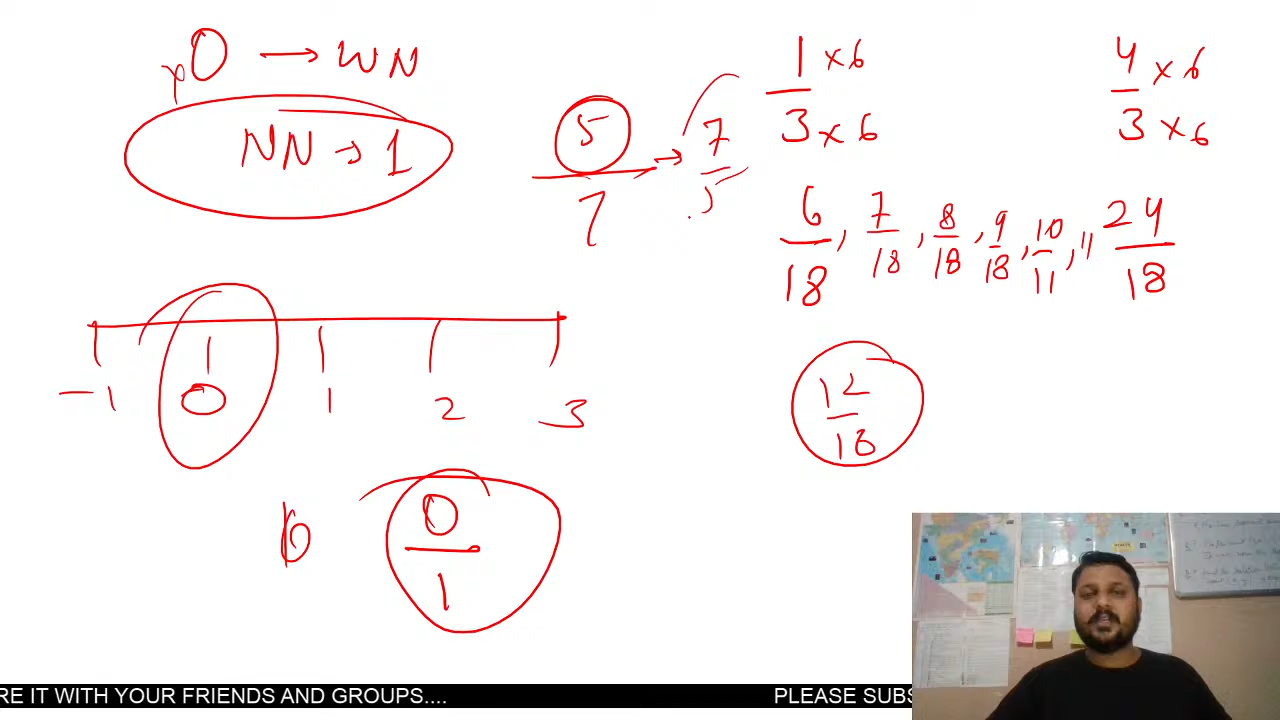 0 → WN
NN → 1
5/7 → 7/5
1 × 6
3 × 6
4 × 6
3 × 6
6/18, 7/18, 8/18, 9/18, 10/11, 11 24/18
-1 0 1 2 3
12/18
0 0/1
RE IT WITH YOUR FRIENDS AND GROUPS.... PLEASE SUBS